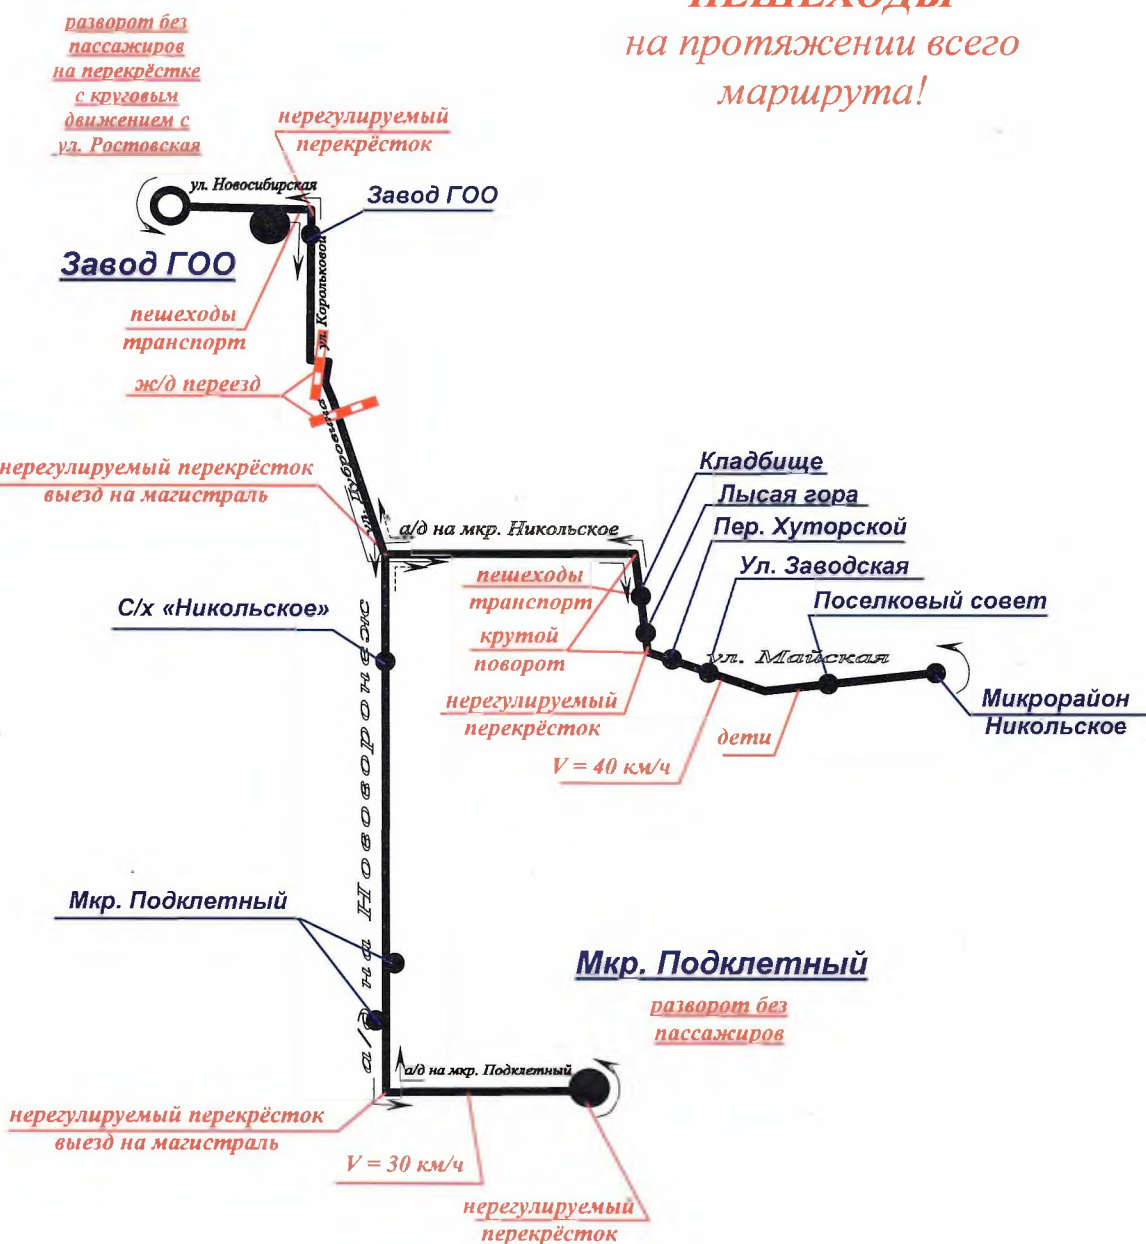 ПЕШЕХОДЫ
на протяжении всего
маршрута!
разворот без
пассажиров
на перекрёстке
с круговым
движением с
ул. Ростовская
нерегулируемый
перекрёсток
ул. Новосибирская
Завод ГОО
Завод ГОО
ул. Корольковой
пешеходы
транспорт
ж/д переезд
ул. Дубровина
нерегулируемый перекрёсток
выезд на магистраль
а/д на мкр. Никольское
Кладбище
Лысая гора
Пер. Хуторской
Ул. Заводская
Поселковый совет
пешеходы
транспорт
С/х «Никольское»
крутой
поворот
ул. Майская
нерегулируемый
перекрёсток
Микрорайон
Никольское
дети
V = 40 км/ч
а/д на Нововоронеж
Мкр. Подклетный
Мкр. Подклетный
разворот без
пассажиров
а/д на мкр. Подклетный
нерегулируемый перекрёсток
выезд на магистраль
V = 30 км/ч
нерегулируемый
перекрёсток